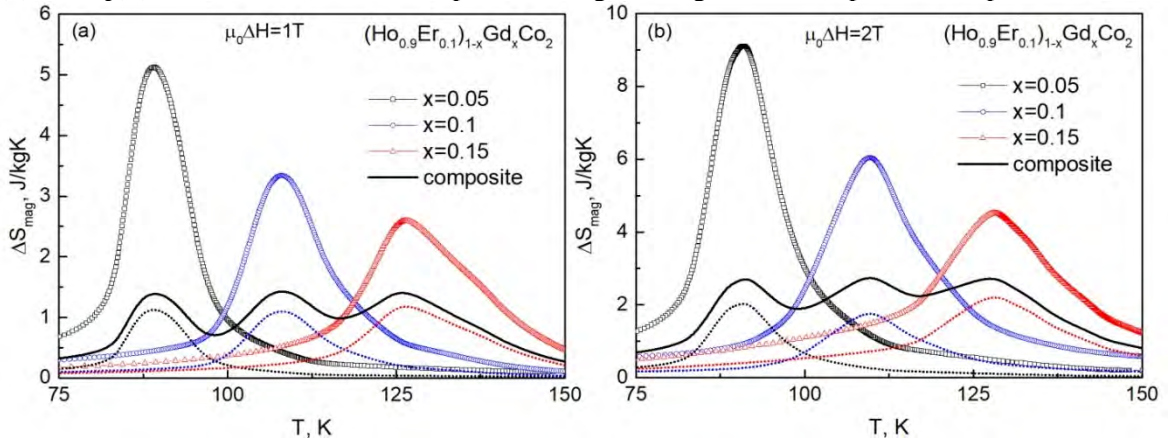 (a) μ₀ΔH=1T (Ho₀.₉Er₀.₁)₁₋ₓGdₓCo₂
x=0.05
x=0.1
x=0.15
composite
ΔS_mag, J/kgK
6
5
4
3
2
1
0
75 100 125 150
T, K
(b) μ₀ΔH=2T (Ho₀.₉Er₀.₁)₁₋ₓGdₓCo₂
x=0.05
x=0.1
x=0.15
composite
ΔS_mag, J/kgK
10
8
6
4
2
0
75 100 125 150
T, K